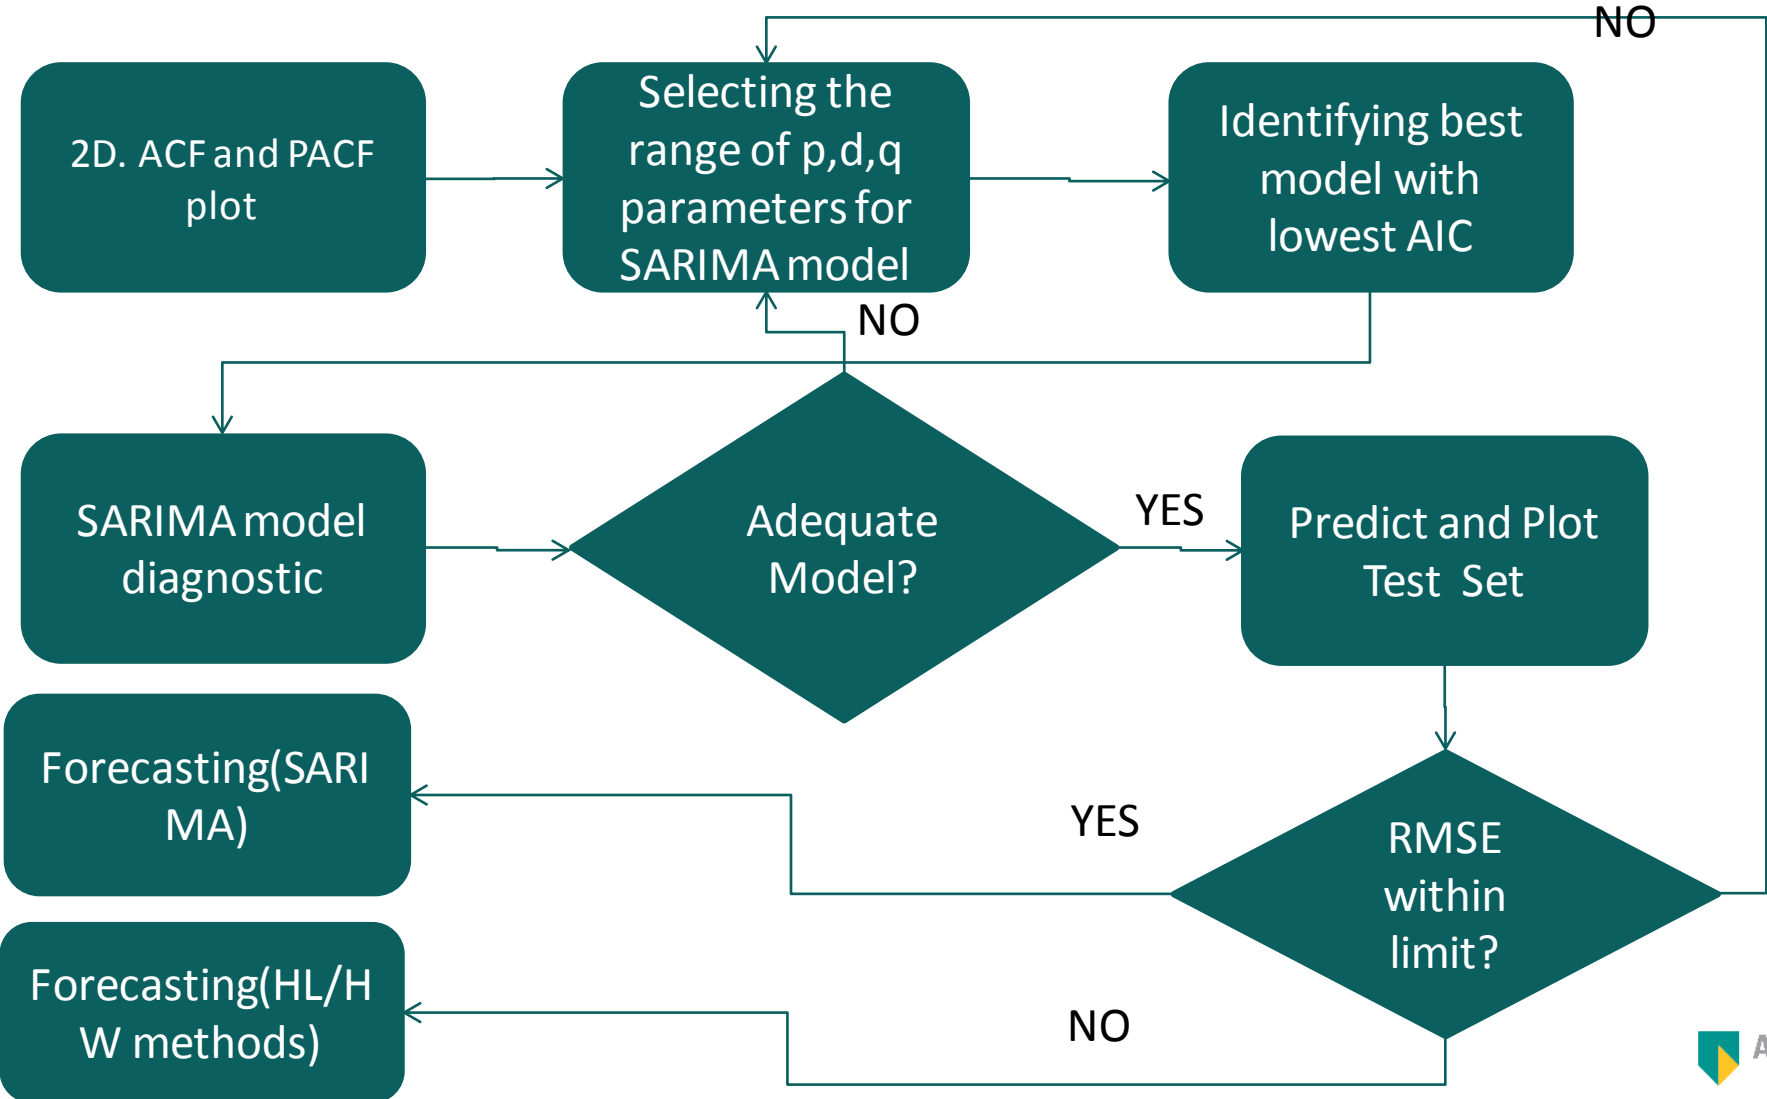 NO
2D. ACF and PACF
plot
Selecting the
range of p,d,q
parameters for
SARIMA model
Identifying best
model with
lowest AIC
NO
SARIMA model
diagnostic
Adequate
Model?
YES
Predict and Plot
Test Set
Forecasting(SARI
MA)
YES
RMSE
within
limit?
Forecasting(HL/H
W methods)
NO
A